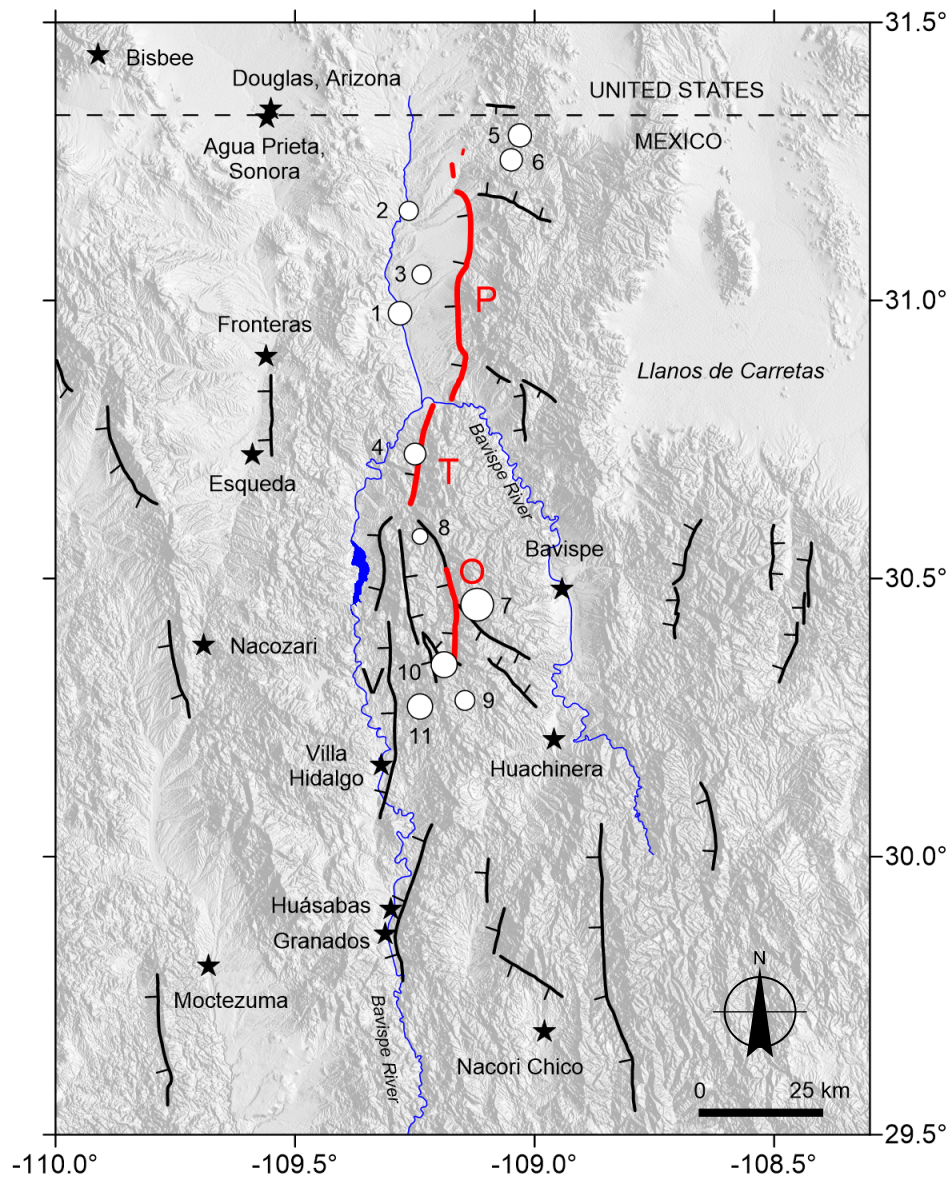 31.5°
Bisbee
Douglas, Arizona
UNITED STATES
MEXICO
Agua Prieta,
Sonora
5
6
2
3
1
P
31.0°
Fronteras
Llanos de Carretas
Bavispe River
4
T
Esqueda
8
Bavispe
O
30.5°
7
Nacozari
10
9
11
Villa
Hidalgo
Huachinera
30.0°
Huásabas
Granados
Moctezuma
Bavispe River
N
Nacori Chico
0 25 km
29.5°
-110.0° -109.5° -109.0° -108.5°